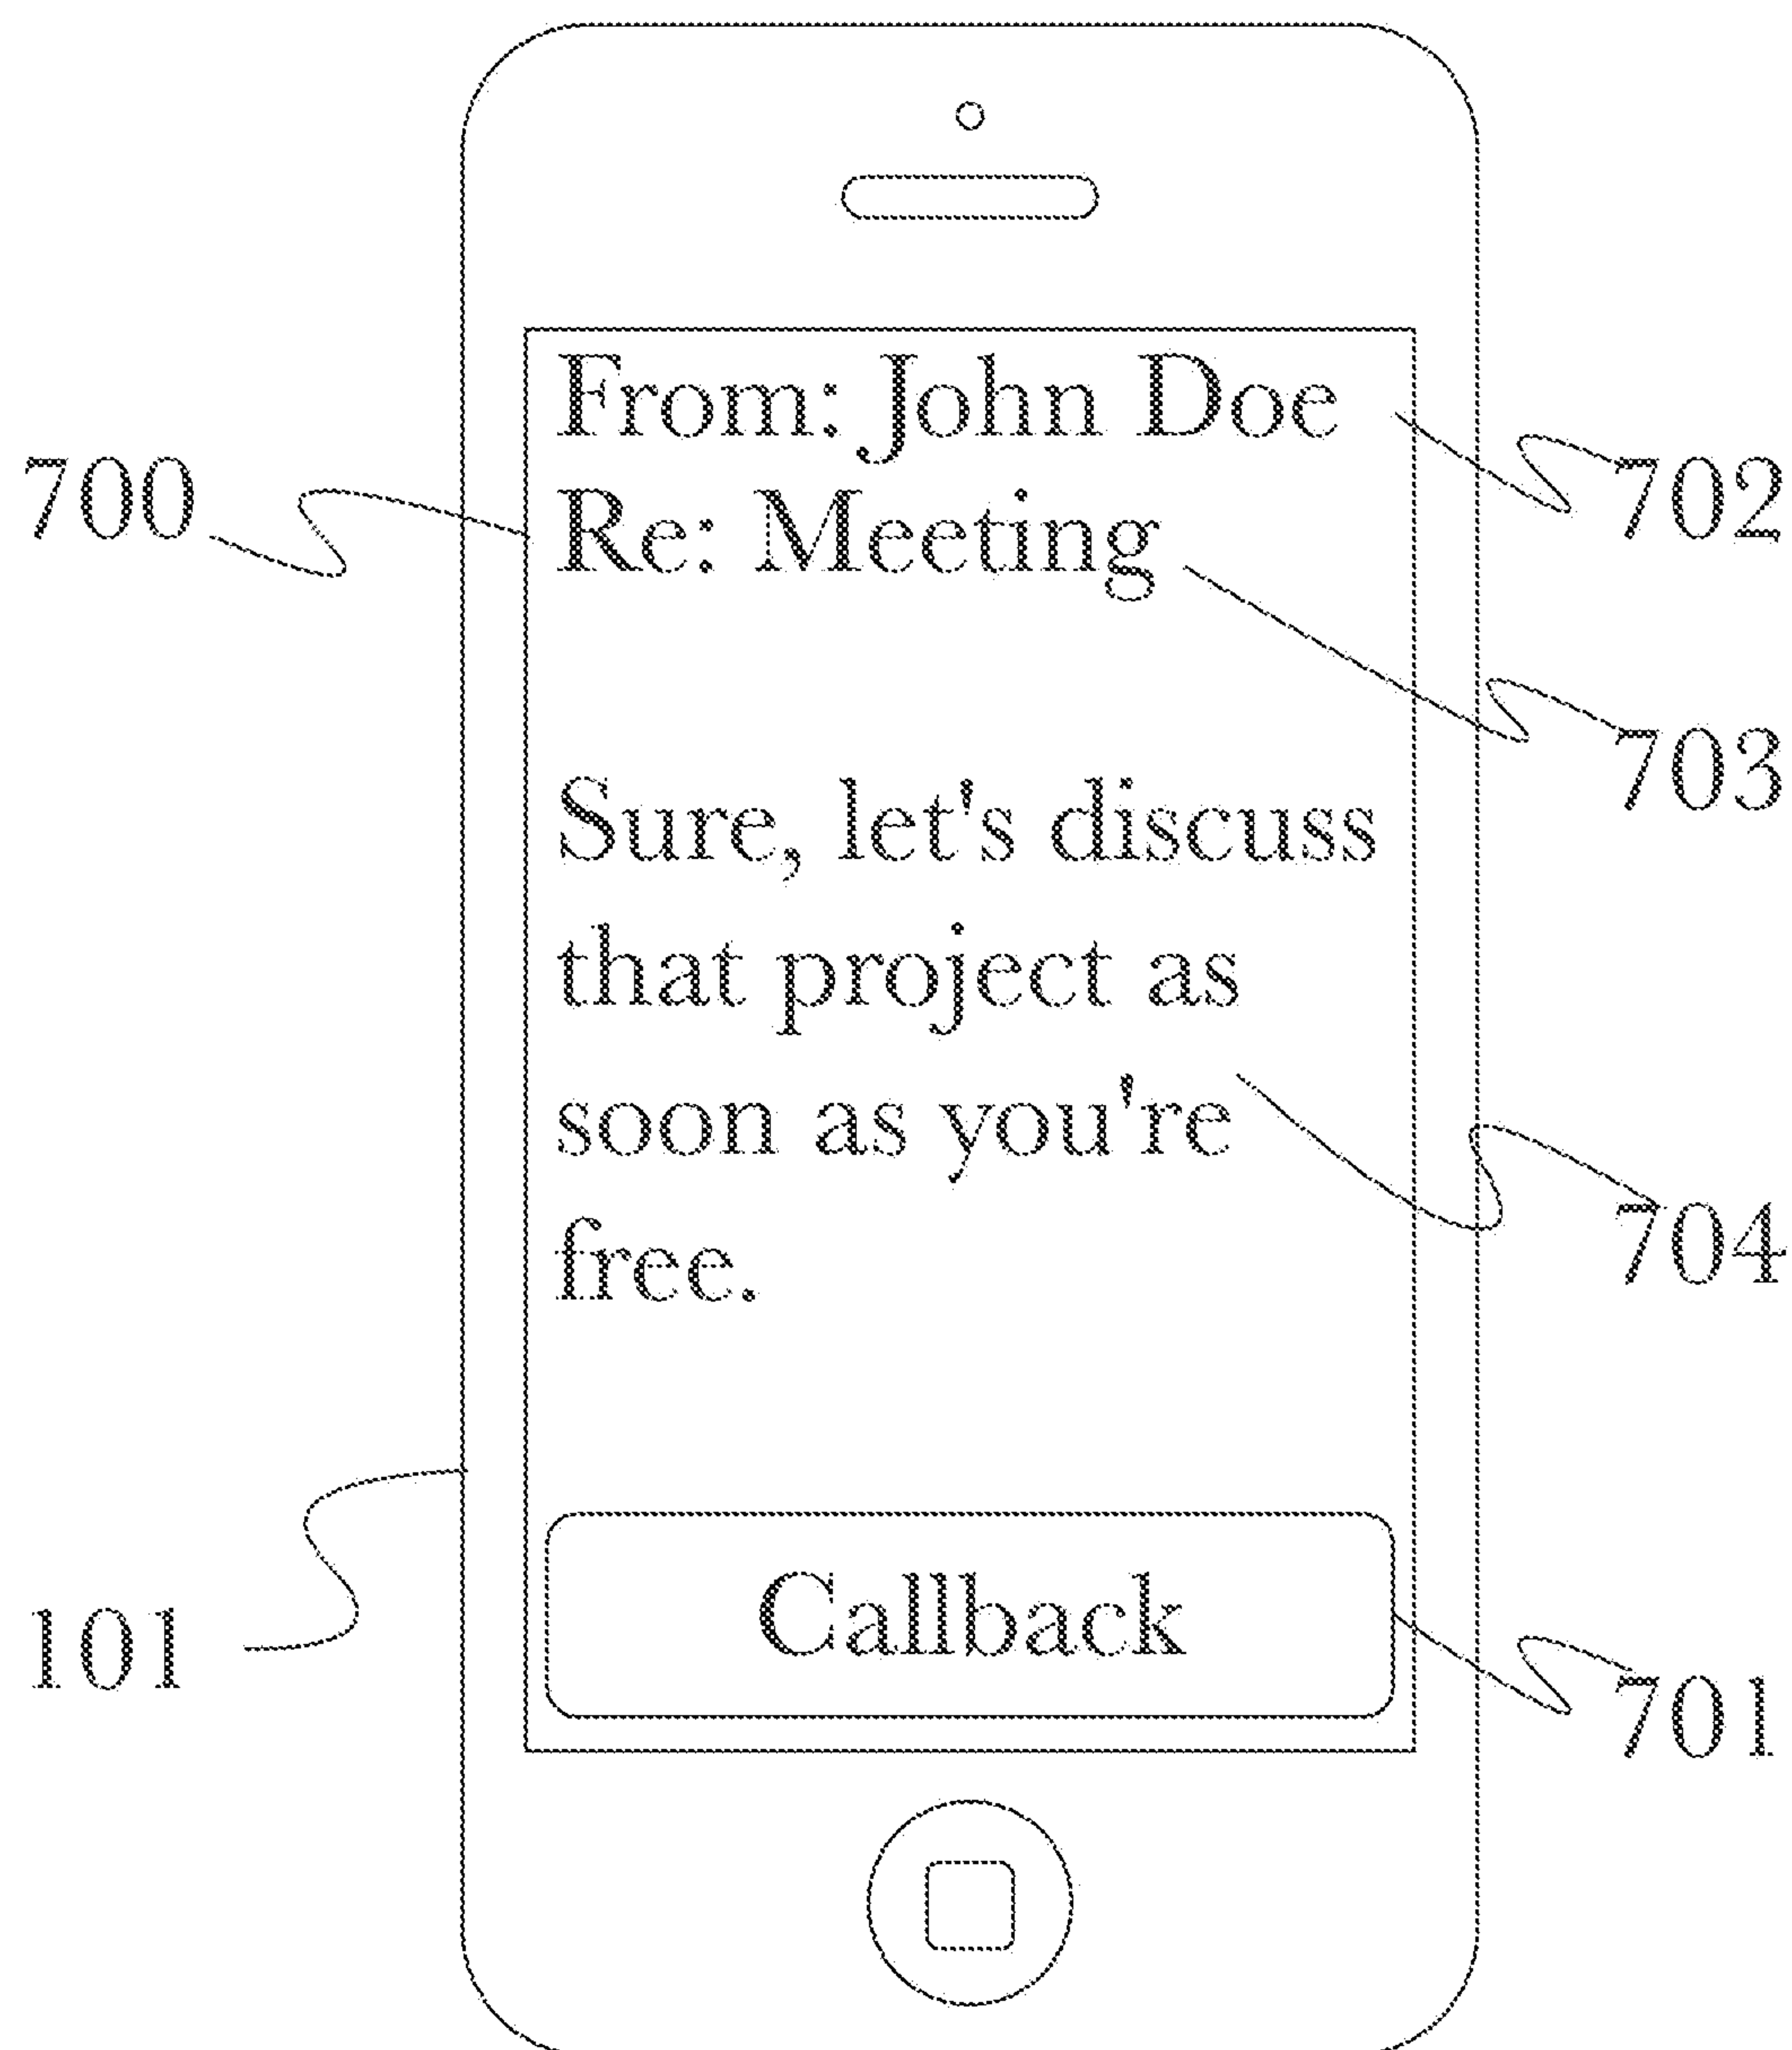 From: John Doe
702
700
Re: Meeting
703
Sure, let's discuss
that project as
soon as you're
704
free.
Callback
101
701